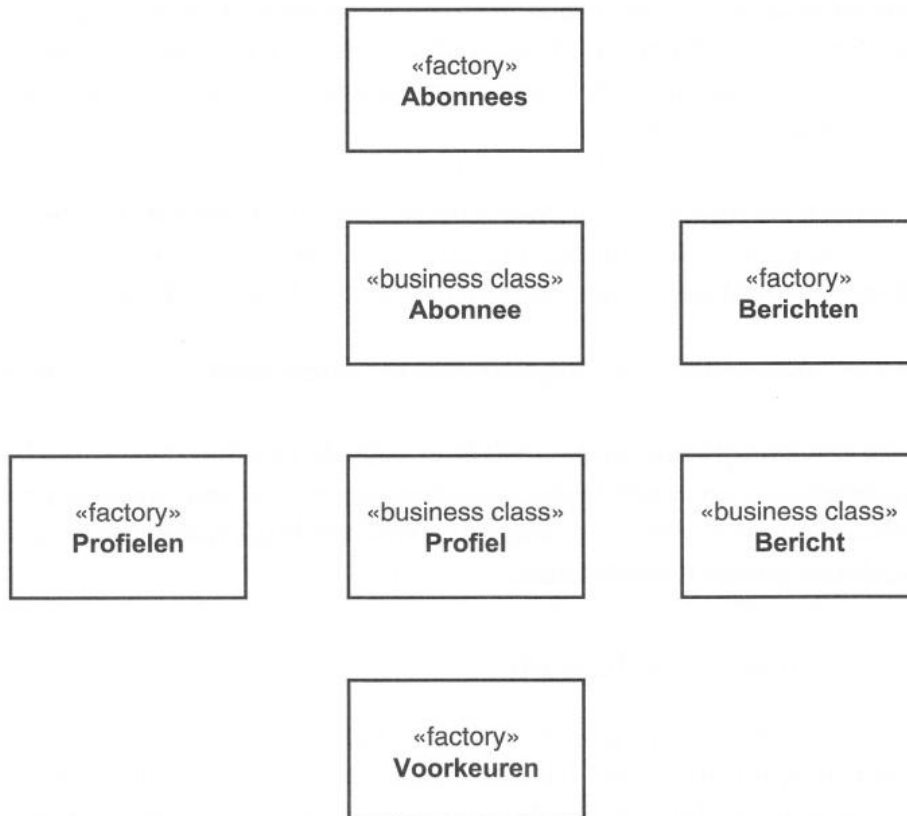 «factory»
Abonnees
«business class»
Abonnee
«factory»
Berichten
«factory»
Profielen
«business class»
Profiel
«business class»
Bericht
«factory»
Voorkeuren